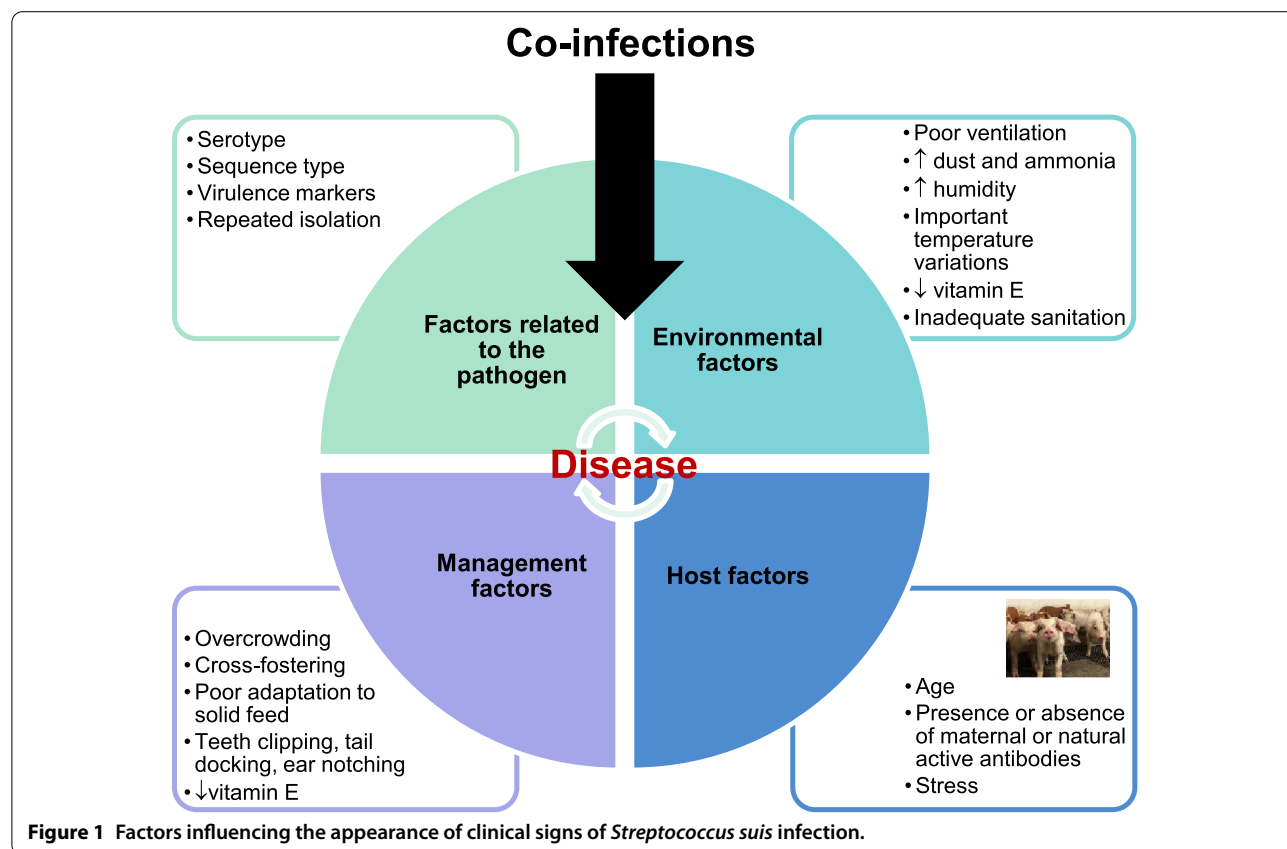 Co-infections
• Serotype
• Sequence type
• Virulence markers
• Repeated isolation
• Poor ventilation
• ↑ dust and ammonia
• ↑ humidity
• Important
temperature
variations
• ↓ vitamin E
• Inadequate sanitation
Factors related
to the
pathogen
Environmental
factors
Disease
Management
factors
Host factors
• Overcrowding
• Cross-fostering
• Poor adaptation to
solid feed
• Teeth clipping, tail
docking, ear notching
• ↓vitamin E
• Age
• Presence or absence
of maternal or natural
active antibodies
• Stress
Figure 1 Factors influencing the appearance of clinical signs of Streptococcus suis infection.